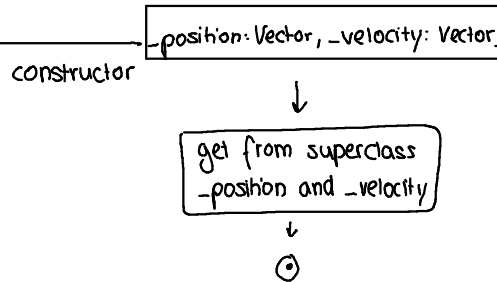 _position: Vector, _velocity: Vector
constructor
get from superclass
_position and _velocity